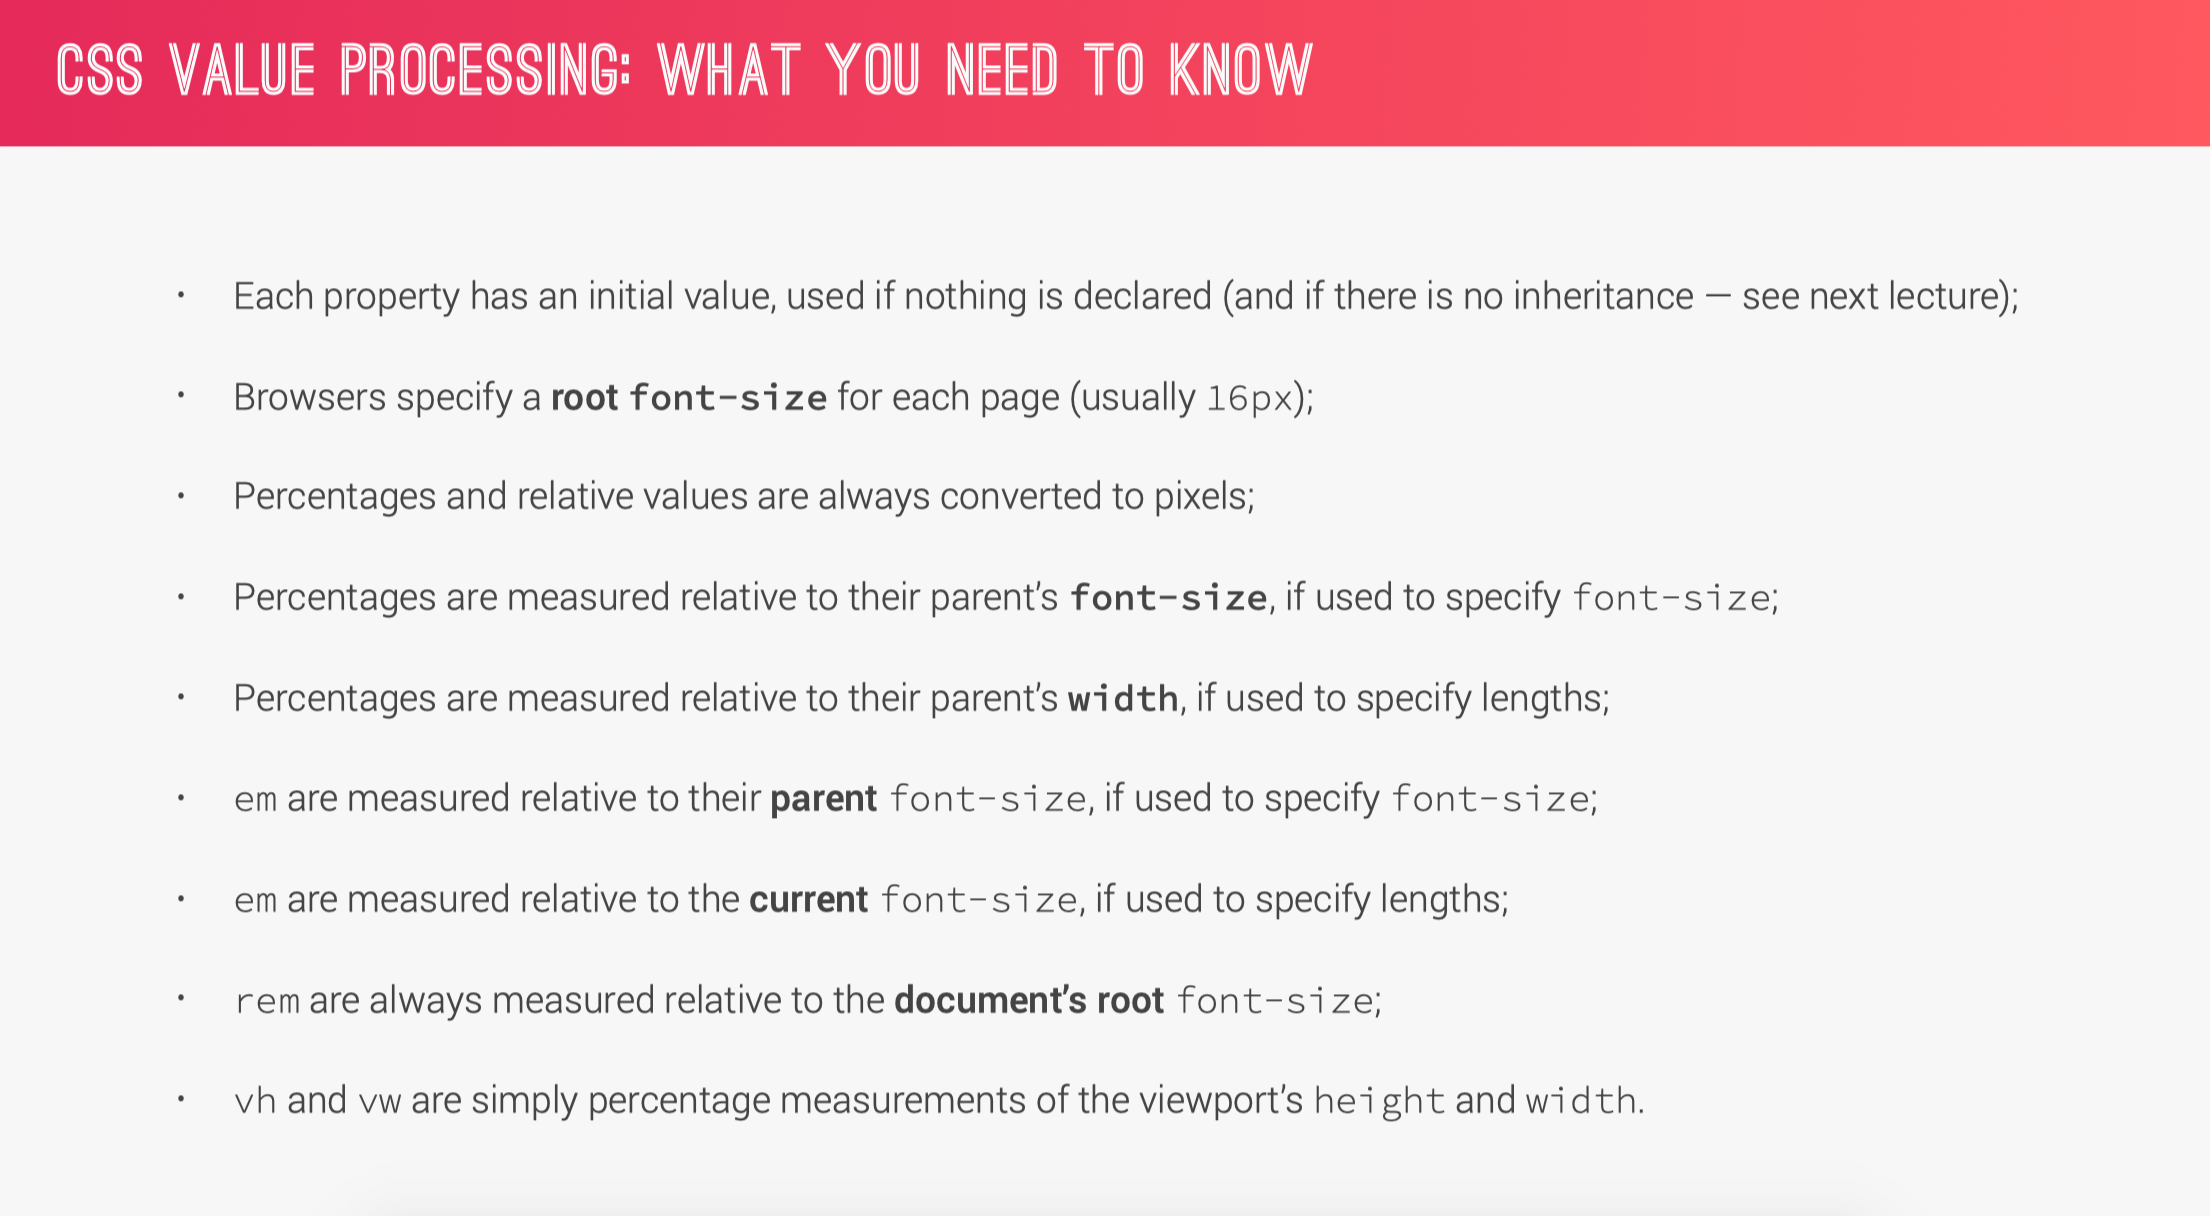 CSS VALUE PROCESSING: WHAT YOU NEED TO KNOW
• Each property has an initial value, used if nothing is declared (and if there is no inheritance — see next lecture);
• Browsers specify a root font-size for each page (usually 16px);
• Percentages and relative values are always converted to pixels;
• Percentages are measured relative to their parent’s font-size, if used to specify font-size;
• Percentages are measured relative to their parent’s width, if used to specify lengths;
• em are measured relative to their parent font-size, if used to specify font-size;
• em are measured relative to the current font-size, if used to specify lengths;
• rem are always measured relative to the document’s root font-size;
• vh and vw are simply percentage measurements of the viewport’s height and width.